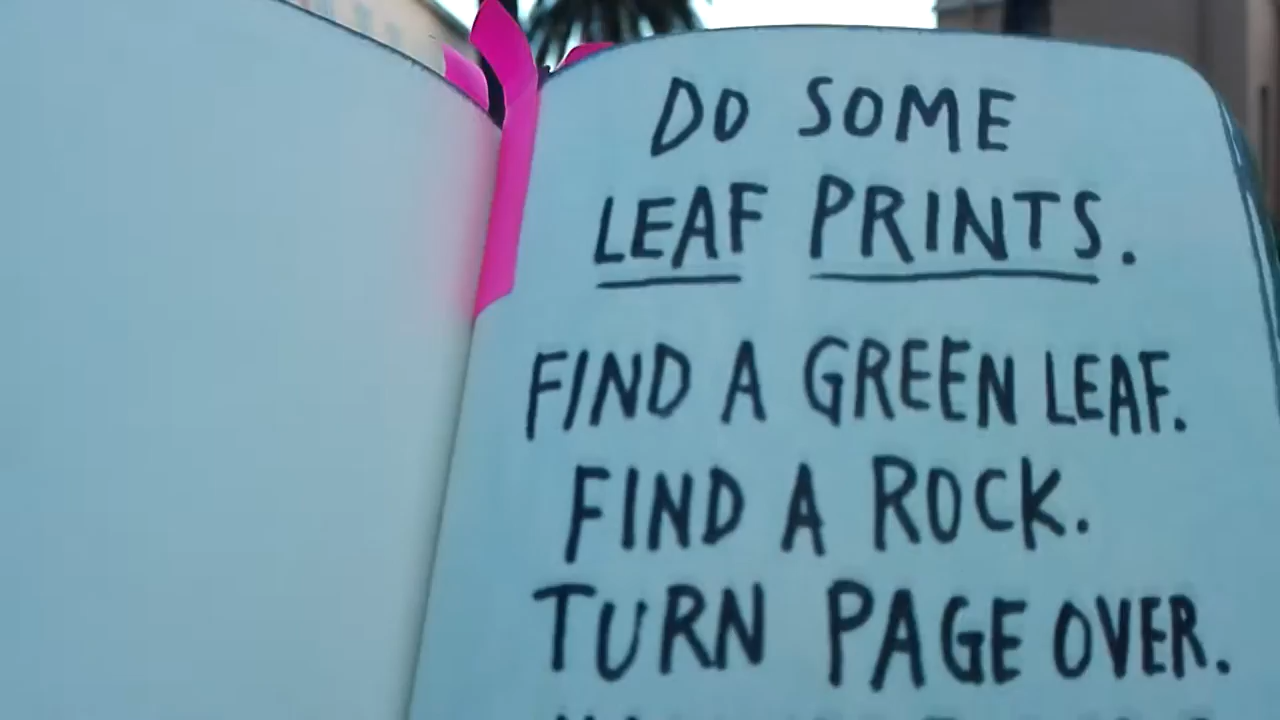 DO SOME
LEAF PRINTS.
FIND A GREEN LEAF.
FIND A ROCK.
TURN PAGE OVER.